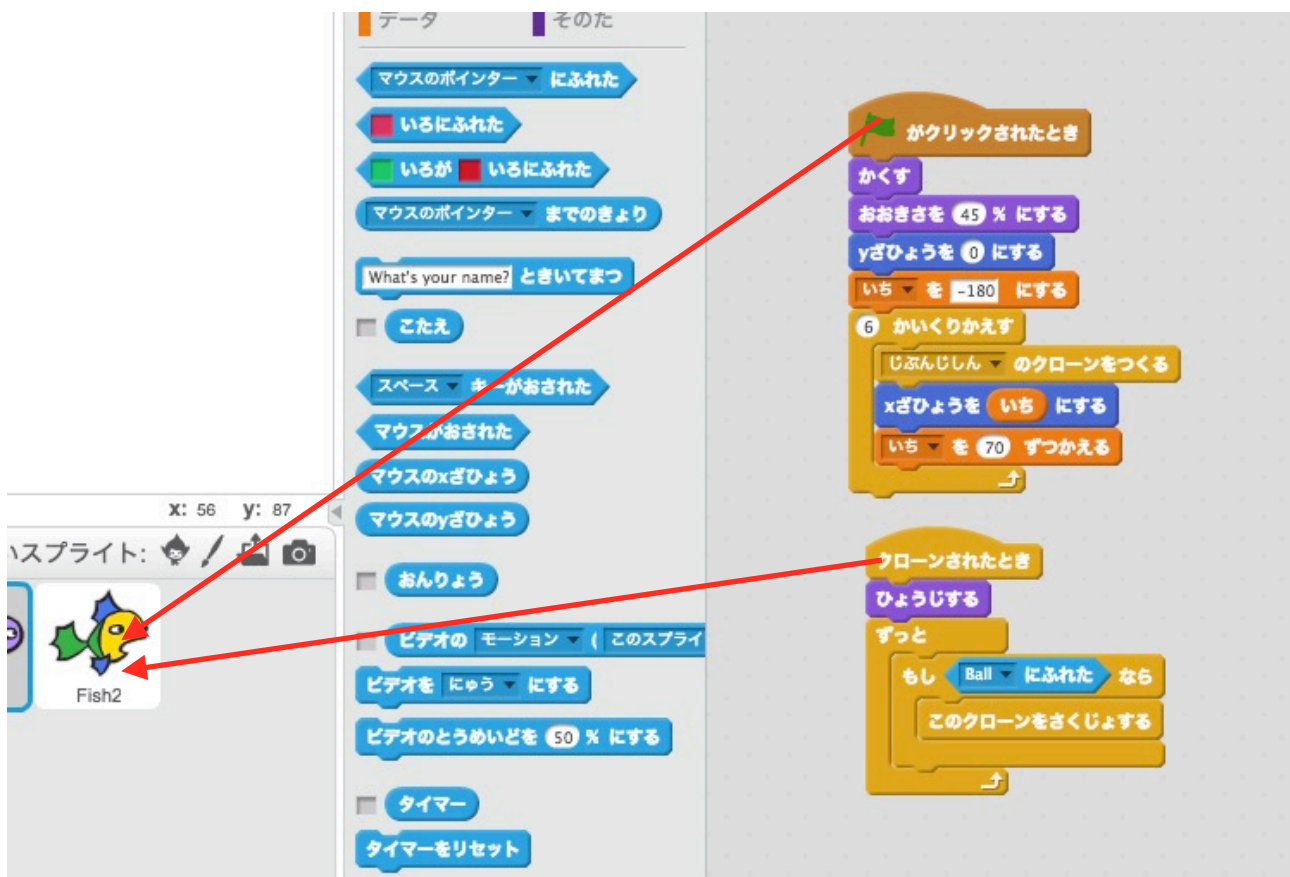 データ そのた
マウスのポインター にふれた
いろにふれた
いろが いろにふれた
マウスのポインター までのきょり
What's your name? ときいてまつ
こたえ
スペース キーがおされた
マウスがおされた
マウスのxざひょう
マウスのyざひょう
おんりょう
ビデオの モーション ( このスプライ
ビデオを にゅう にする
ビデオのとうめいどを 50 % にする
タイマー
タイマーをリセット
x: 56 y: 87
スプライト:
Fish2
がクリックされたとき
かくす
おおきさを 45 % にする
yざひょうを 0 にする
いち を -180 にする
6 かいくりかえす
じぶんじしん のクローンをつくる
xざひょうを いち にする
いち を 70 ずつかえる
クローンされたとき
ひょうじする
ずっと
もし Ball にふれた なら
このクローンをさくじょする